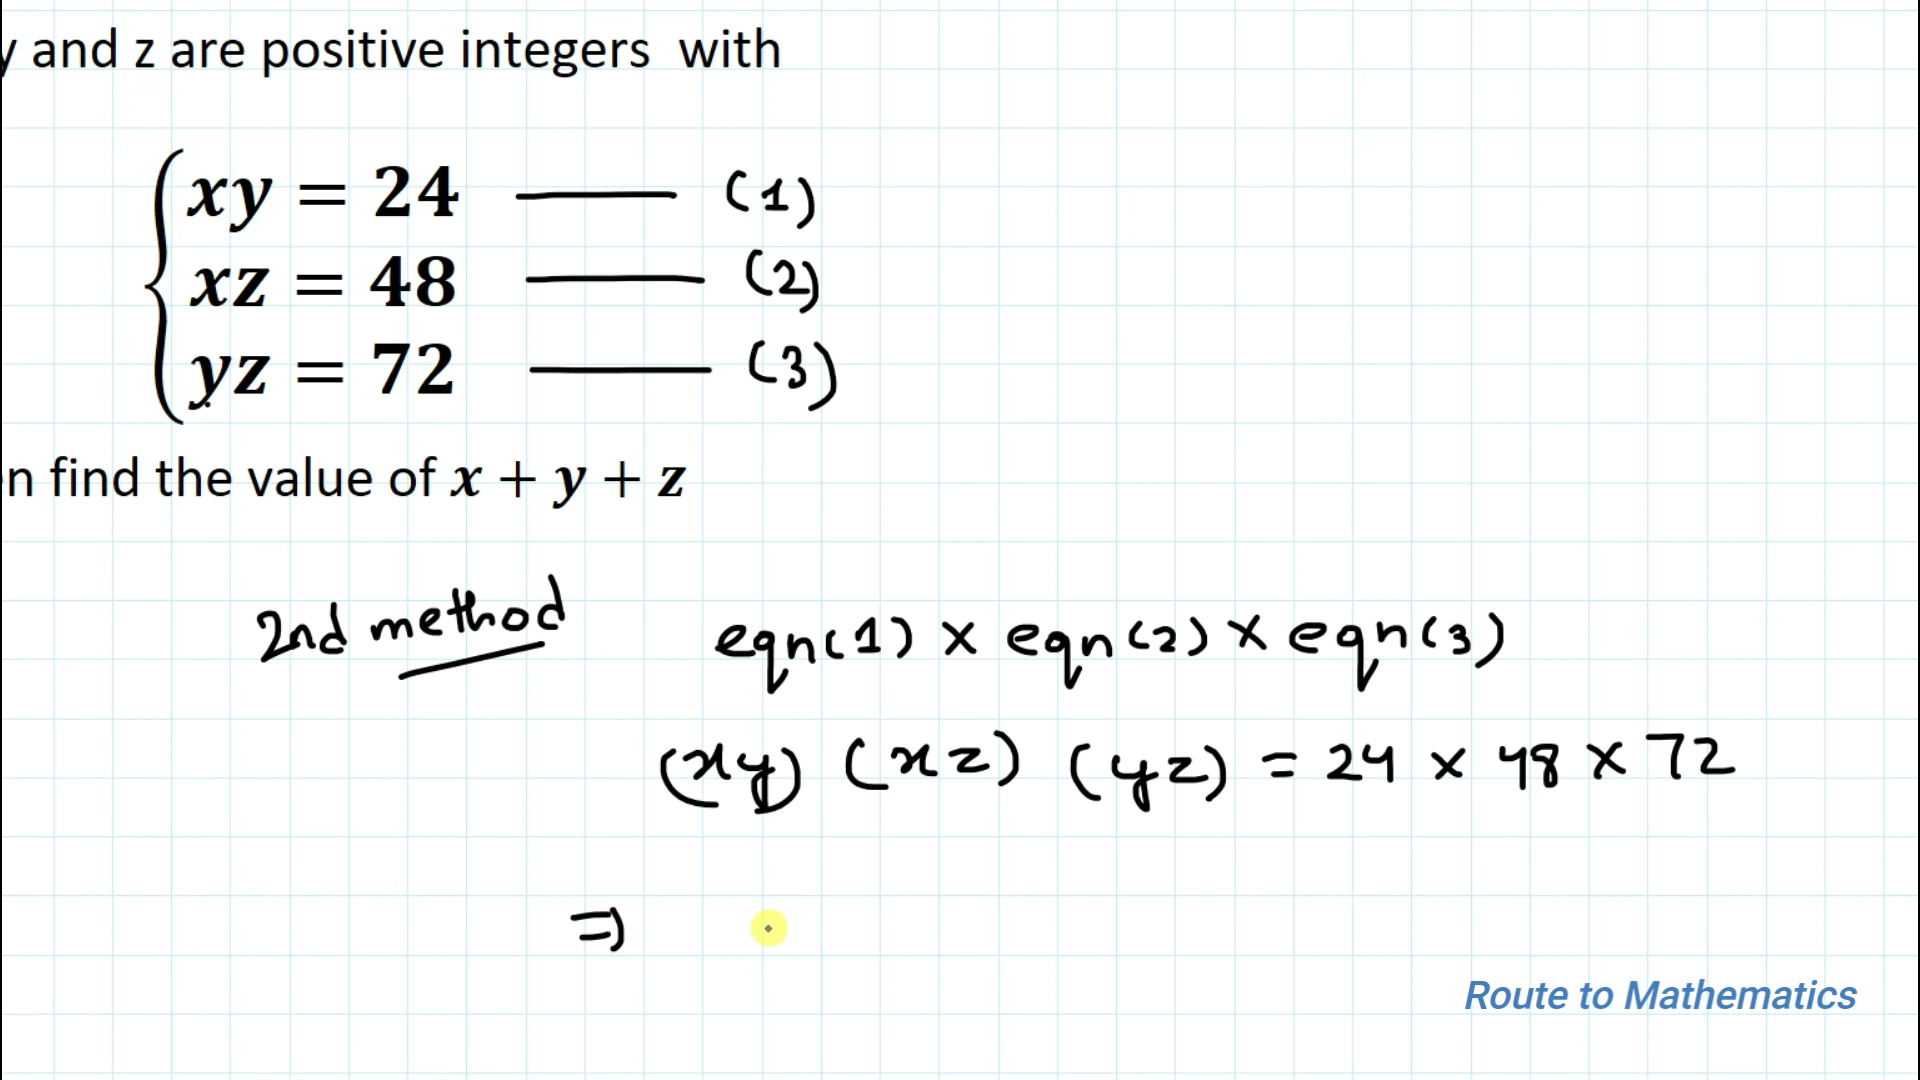 y and z are positive integers with
xy = 24 —— (1)
xz = 48 —— (2)
yz = 72 —— (3)
n find the value of x + y + z
2nd method
eqn(1) × eqn(2) × eqn(3)
(xy) (xz) (yz) = 24 × 48 × 72
⇒
Route to Mathematics